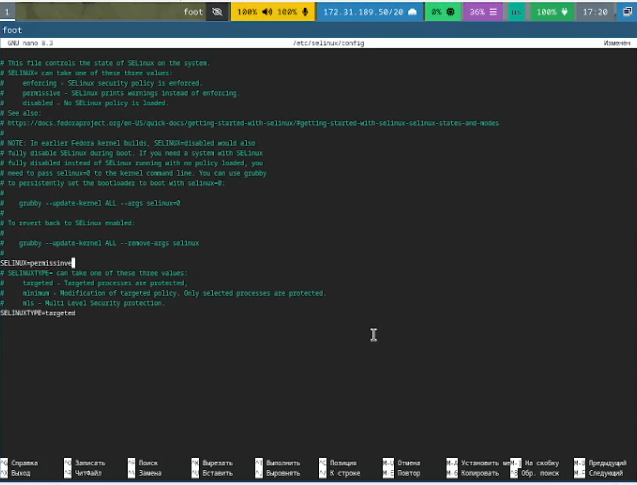 1 foot 100% 100% 172.31.189.50/20 0% 36% 11% 100% 17:20
foot
GNU nano 8.3 /etc/selinux/config Изменён
# This file controls the state of SELinux on the system.
# SELINUX= can take one of these three values:
#     enforcing - SELinux security policy is enforced.
#     permissive - SELinux prints warnings instead of enforcing.
#     disabled - No SELinux policy is loaded.
# See also:
# https://docs.fedoraproject.org/en-US/quick-docs/getting-started-with-selinux/#getting-started-with-selinux-selinux-states-and-modes
#
# NOTE: In earlier Fedora kernel builds, SELINUX=disabled would also
# fully disable SELinux during boot. If you need a system with SELinux
# fully disabled instead of SELinux running with no policy loaded, you
# need to pass selinux=0 to the kernel command line. You can use grubby
# to persistently set the bootloader to boot with selinux=0:
#
#    grubby --update-kernel ALL --args selinux=0
#
# To revert back to SELinux enabled:
#
#    grubby --update-kernel ALL --remove-args selinux
#
SELINUX=permissinve
# SELINUXTYPE= can take one of these three values:
#     targeted - Targeted processes are protected,
#     minimum - Modification of targeted policy. Only selected processes are protected.
#     mls - Multi Level Security protection.
SELINUXTYPE=targeted
^G Справка ^O Записать ^F Поиск ^K Вырезать ^T Выполнить ^C Позиция M-U Отмена M-A Установить M-] На скобку M-Q Предыдущий
^X Выход ^R ЧитФайл ^\ Замена ^U Вставить ^J Выровнять ^/ К строке M-E Повтор M-6 Копировать ^B Обр. поиск M-W Следующий